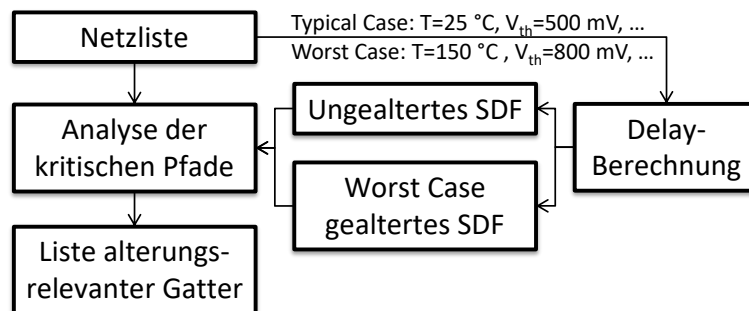 Netzliste
Typical Case: T=25 °C, Vth=500 mV, ...
Worst Case: T=150 °C , Vth=800 mV, ...
Analyse der
kritischen Pfade
Ungealtertes SDF
Worst Case
gealtertes SDF
Delay-
Berechnung
Liste alterungs-
relevanter Gatter